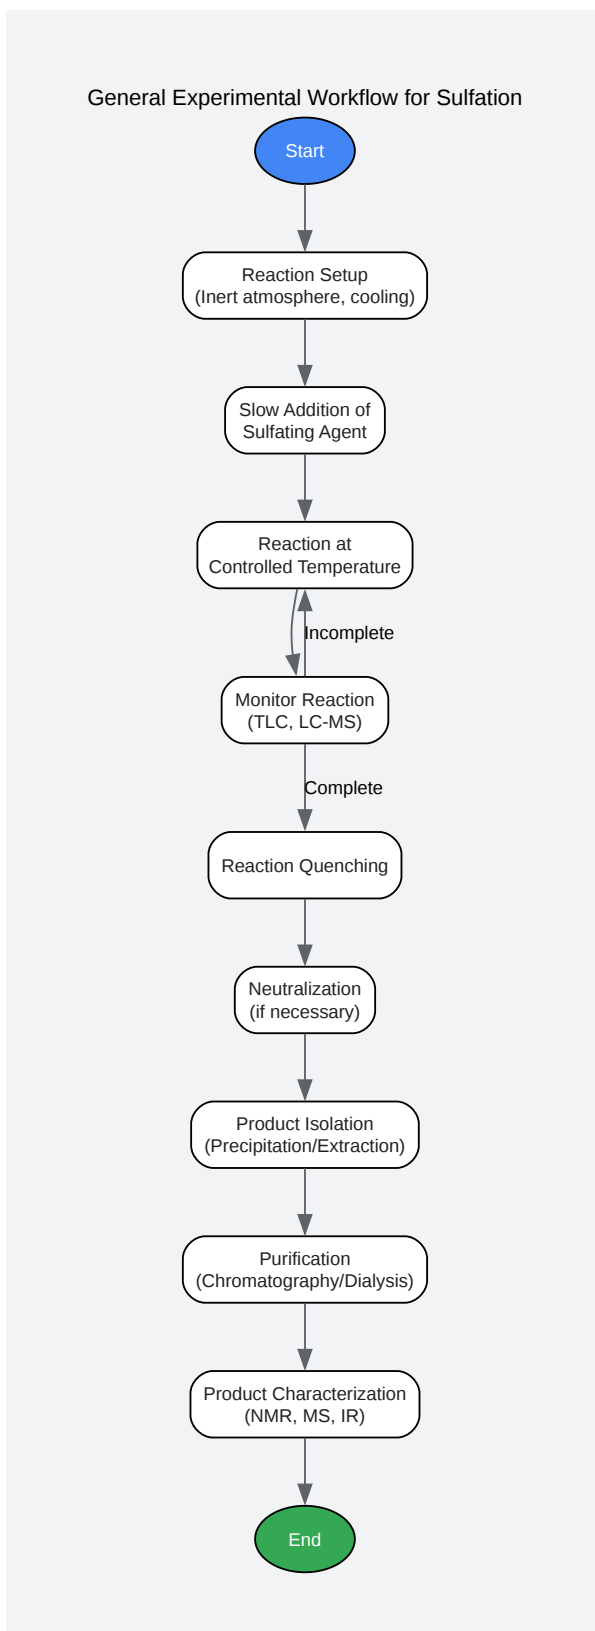 General Experimental Workflow for Sulfation
Start
Reaction Setup
(Inert atmosphere, cooling)
Slow Addition of
Sulfating Agent
Reaction at
Controlled Temperature
Incomplete
Monitor Reaction
(TLC, LC-MS)
Complete
Reaction Quenching
Neutralization
(if necessary)
Product Isolation
(Precipitation/Extraction)
Purification
(Chromatography/Dialysis)
Product Characterization
(NMR, MS, IR)
End